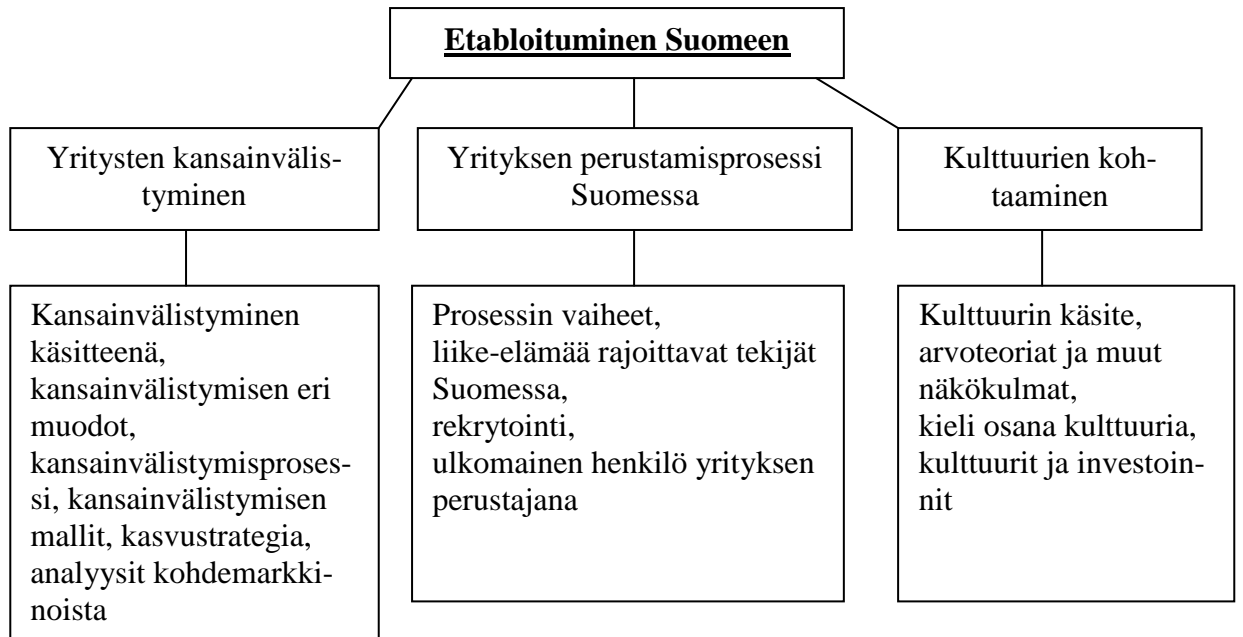 Etabloituminen Suomeen
Yritysten kansainvälis-
tyminen
Yrityksen perustamisprosessi
Suomessa
Kulttuurien koh-
taaminen
Kansainvälistyminen
käsitteenä,
kansainvälistymisen eri
muodot,
kansainvälistymisproses-
si, kansainvälistymisen
mallit, kasvustrategia,
analyysit kohdemarkki-
noista
Prosessin vaiheet,
liike-elämää rajoittavat tekijät
Suomessa,
rekrytointi,
ulkomainen henkilö yrityksen
perustajana
Kulttuurin käsite,
arvoteoriat ja muut
näkökulmat,
kieli osana kulttuuria,
kulttuurit ja investoin-
nit